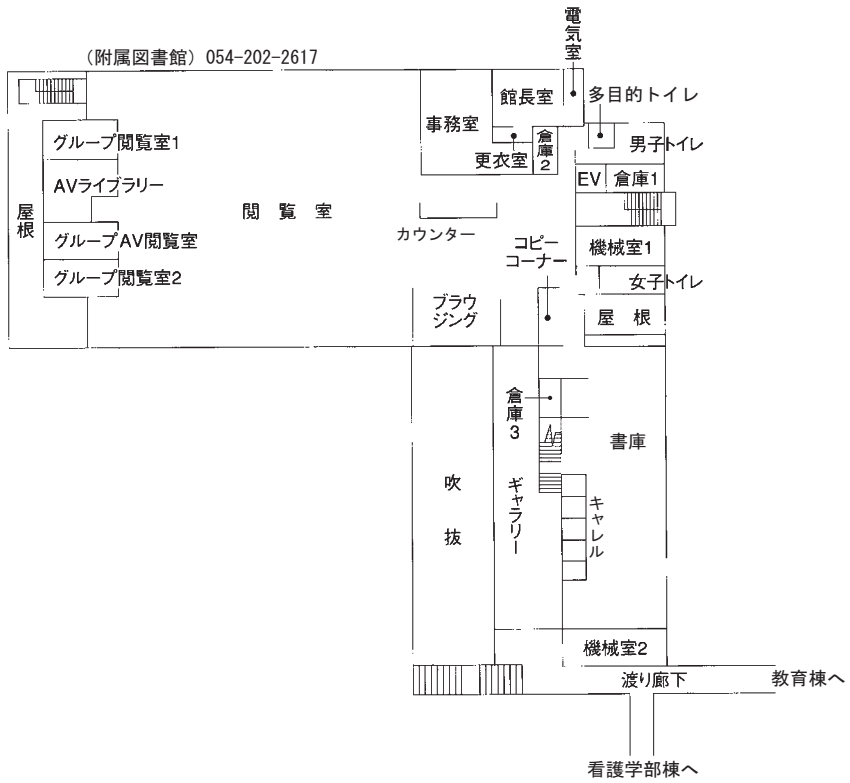 電気室
（附属図書館）054-202-2617
館長室
多目的トイレ
事務室
倉庫2
男子トイレ
グループ閲覧室1
更衣室
EV
倉庫1
AVライブラリー
屋根
閲覧室
カウンター
グループAV閲覧室
コピー
コーナー
機械室1
グループ閲覧室2
女子トイレ
ブラウ
ジング
屋根
倉庫3
書庫
吹抜
ギャラリー
キャレル
機械室2
渡り廊下
教育棟へ
看護学部棟へ